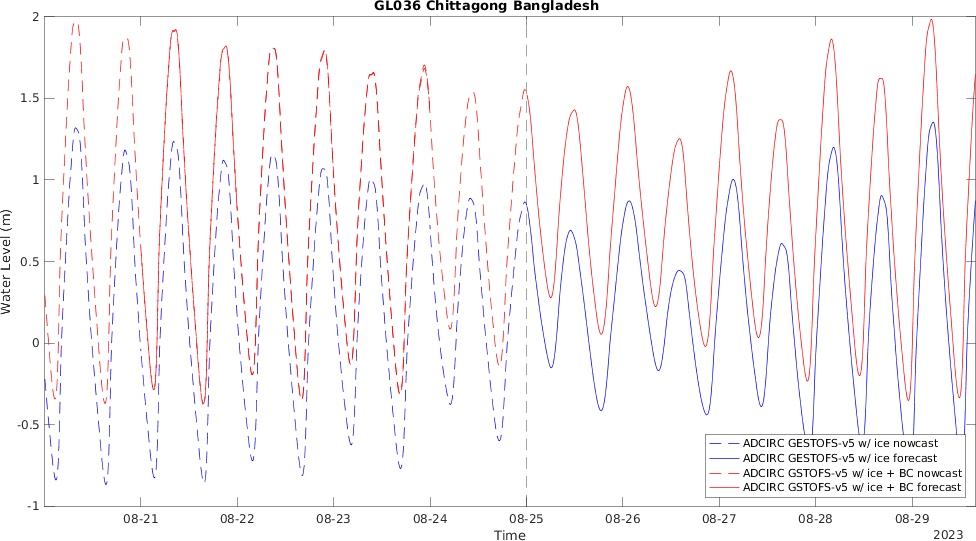 GL036 Chittagong Bangladesh
2
1.5
1
0.5
0
-0.5
-1
Water Level (m)
ADCIRC GESTOFS-v5 w/ ice nowcast
ADCIRC GESTOFS-v5 w/ ice forecast
ADCIRC GSTOFS-v5 w/ ice + BC nowcast
ADCIRC GSTOFS-v5 w/ ice + BC forecast
08-21 08-22 08-23 08-24 08-25 08-26 08-27 08-28 08-29
Time
2023